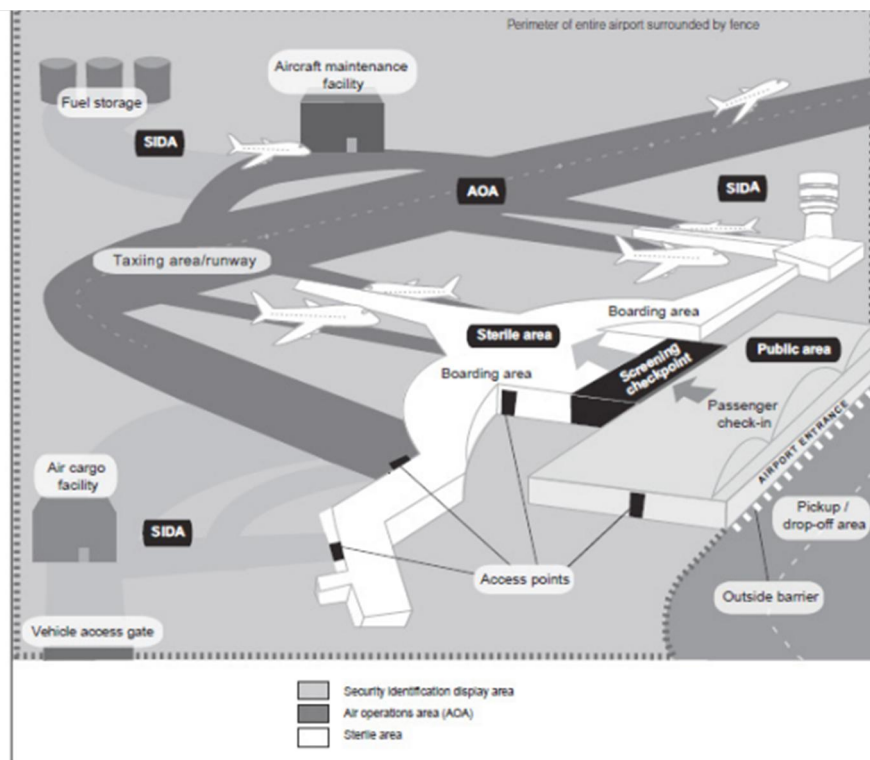 Perimeter of entire airport surrounded by fence
Aircraft maintenance
facility
Fuel storage
SIDA
AOA
SIDA
Taxiing area/runway
Boarding area
Sterile area
Public area
Screening
checkpoint
Boarding area
Passenger
check-in
AIRPORT ENTRANCE
Air cargo
facility
Pickup /
drop-off area
SIDA
Access points
Outside barrier
Vehicle access gate
Security identification display area
Air operations area (AOA)
Sterile area